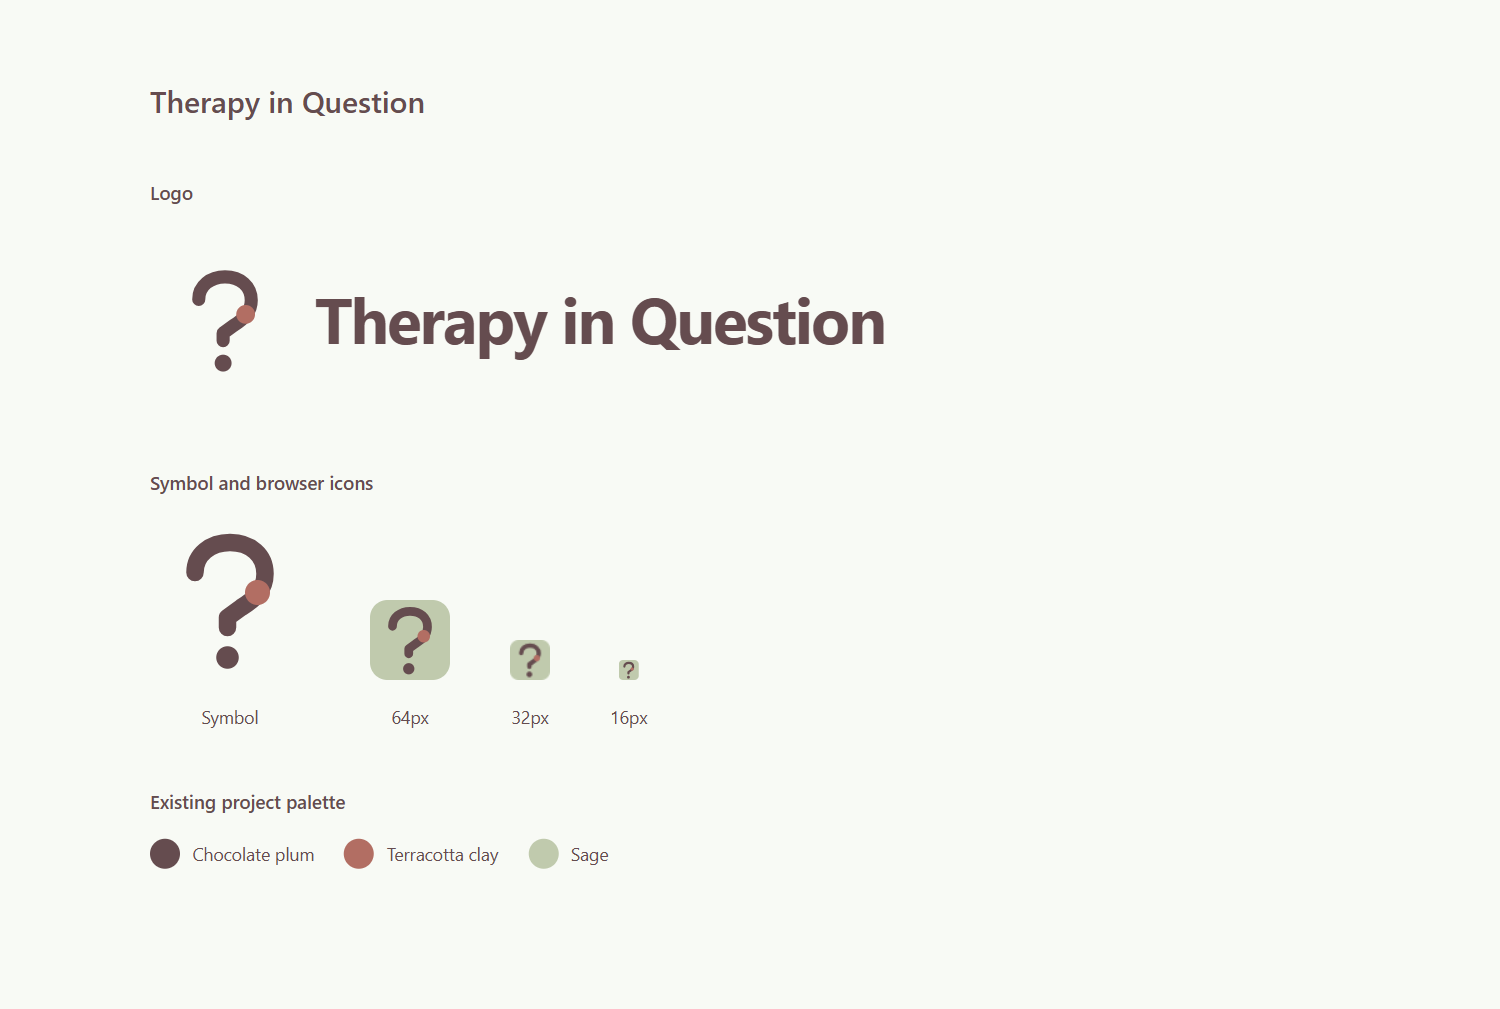 Therapy in Question
Logo
? Therapy in Question
Symbol and browser icons
? ? ? ?
Symbol 64px 32px 16px
Existing project palette
Chocolate plum Terracotta clay Sage